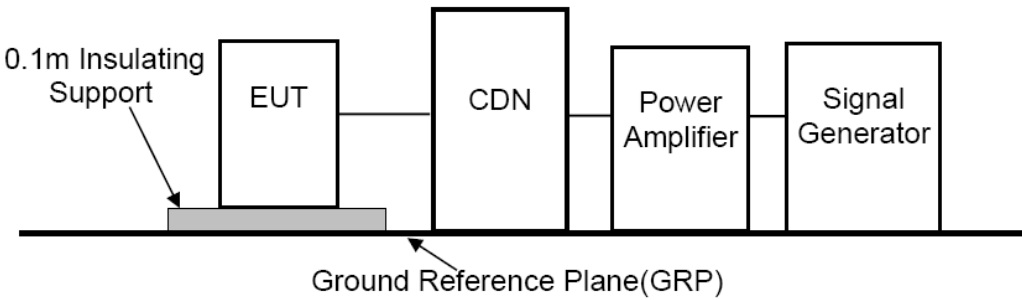 0.1m Insulating
Support
EUT
CDN
Power
Amplifier
Signal
Generator
Ground Reference Plane(GRP)